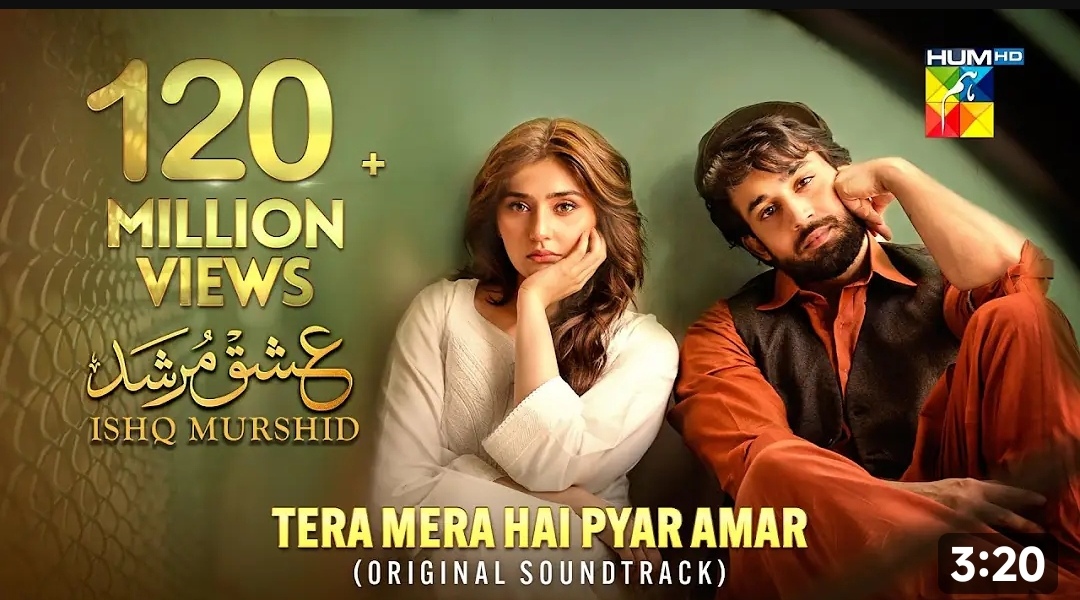 120 +
MILLION
VIEWS
عشق مُرشد
ISHQ MURSHID
HUM HD
ہم
TERA MERA HAI PYAR AMAR
(ORIGINAL SOUNDTRACK)
3:20